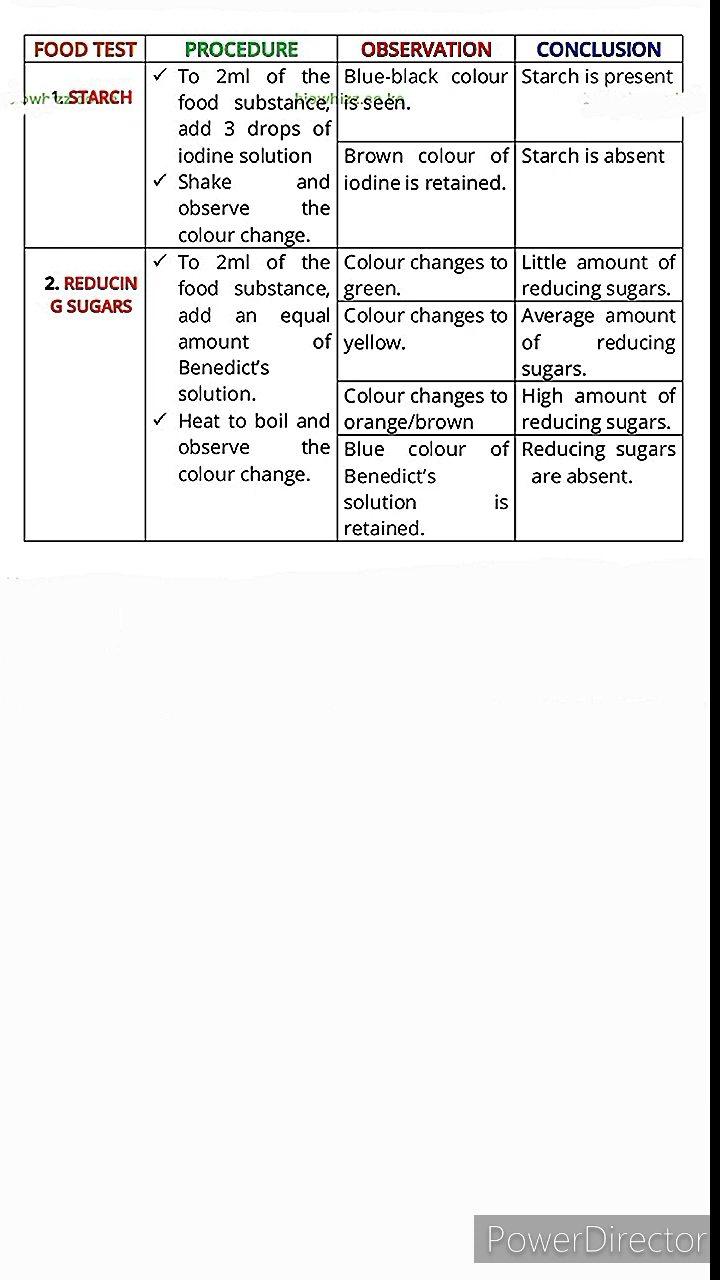 FOOD TEST PROCEDURE OBSERVATION CONCLUSION
1. STARCH
✓ To 2ml of the
food substance,
add 3 drops of
iodine solution
✓ Shake and
observe the
colour change.
Blue-black colour
is seen.
Starch is present
Brown colour of
iodine is retained.
Starch is absent
2. REDUCIN
G SUGARS
✓ To 2ml of the
food substance,
add an equal
amount of
Benedict's
solution.
✓ Heat to boil and
observe the
colour change.
Colour changes to
green.
Little amount of
reducing sugars.
Colour changes to
yellow.
Average amount
of reducing
sugars.
Colour changes to
orange/brown
High amount of
reducing sugars.
Blue colour of
Benedict's
solution is
retained.
Reducing sugars
are absent.
PowerDirector